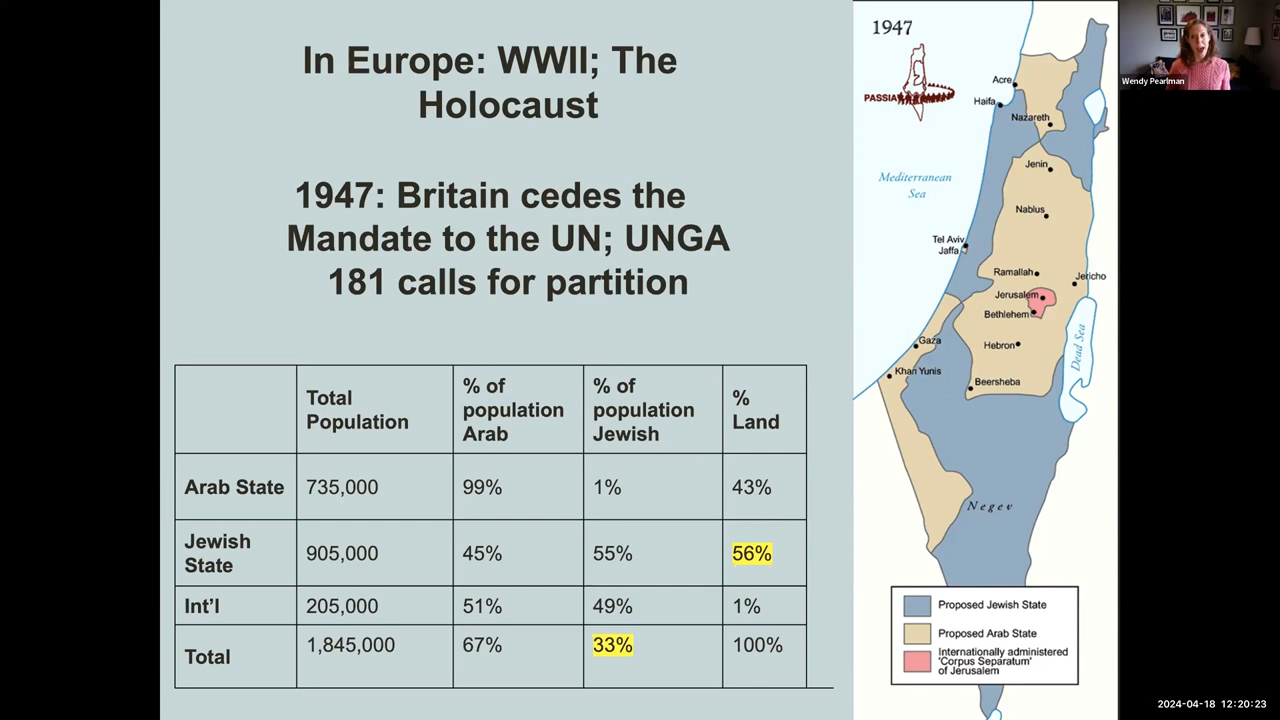 In Europe: WWII; The
Holocaust
1947: Britain cedes the
Mandate to the UN; UNGA
181 calls for partition
Total Population % of population Arab % of population Jewish % Land
Arab State 735,000 99% 1% 43%
Jewish State 905,000 45% 55% 56%
Int'l 205,000 51% 49% 1%
Total 1,845,000 67% 33% 100%
1947
PASSIA
Acre
Haifa
Nazareth
Jenin
Mediterranean
Sea
Nablus
Tel Aviv
Jaffa
Ramallah
Jericho
Jerusalem
Bethlehem
Dead Sea
Gaza
Hebron
Khan Yunis
Beersheba
Negev
Proposed Jewish State
Proposed Arab State
Internationally administered
'Corpus Separatum'
of Jerusalem
Wendy Pearlman
2024-04-18 12:20:23